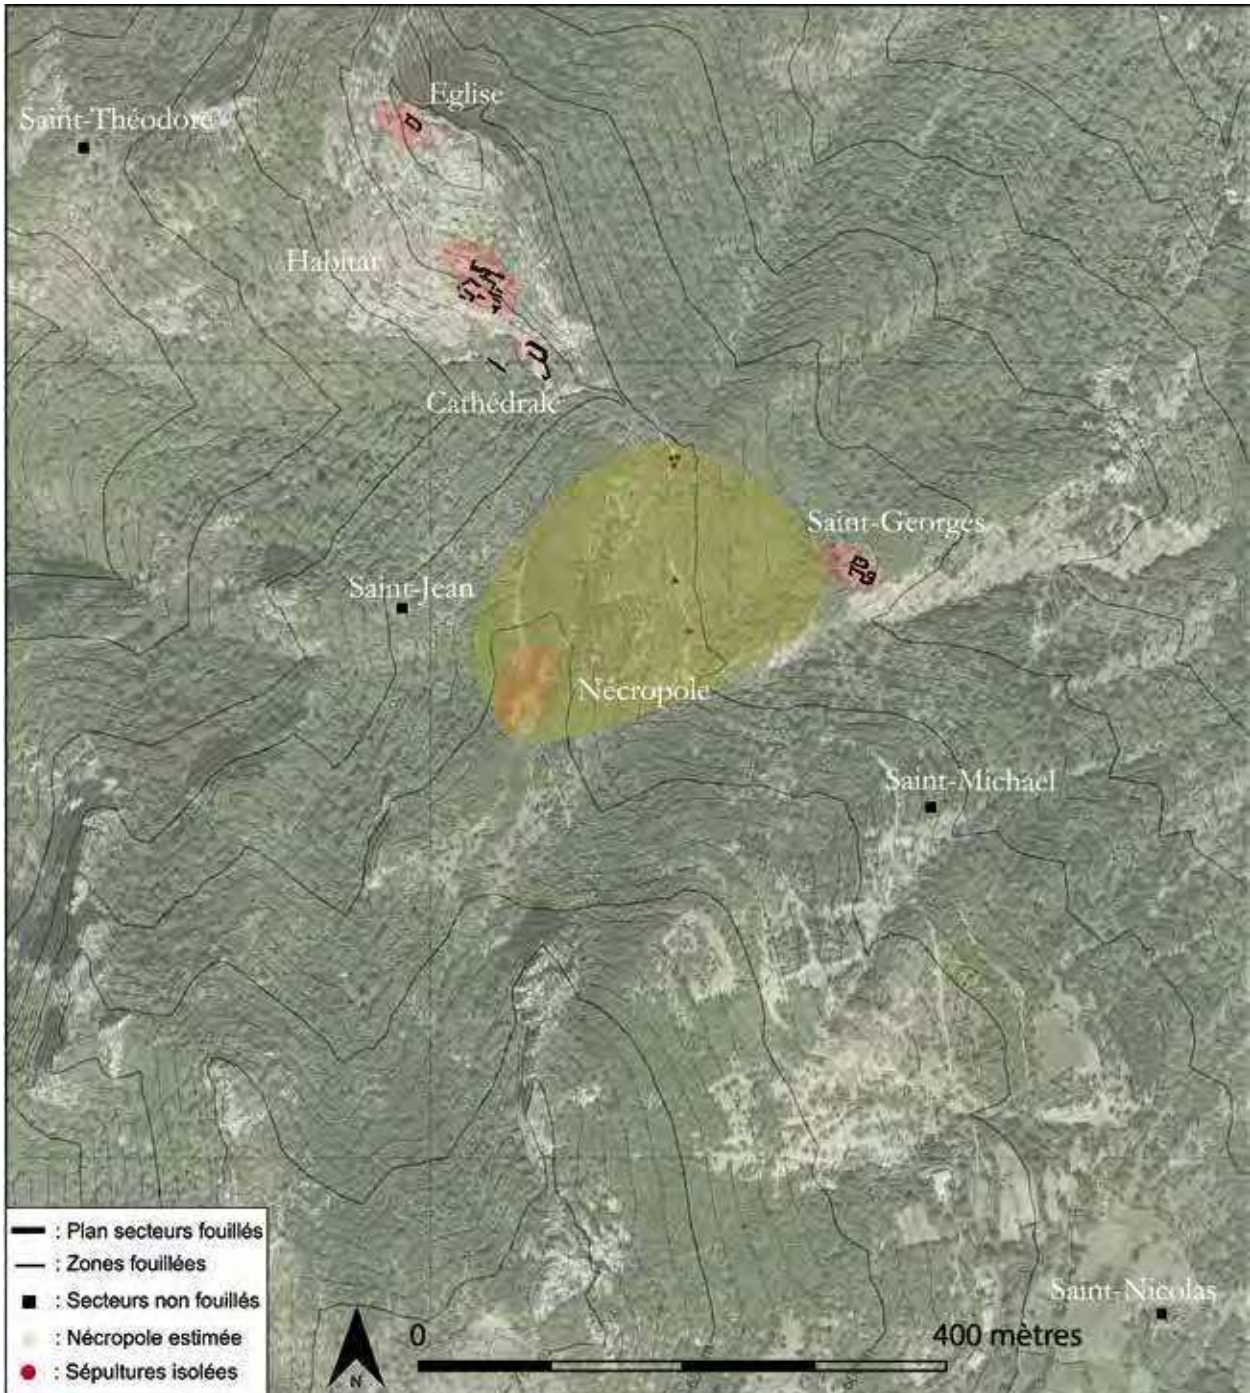 Eglise
Saint-Théodore
Habitat
Cathédrale
Saint-Georges
Saint-Jean
Nécropole
Saint-Michael
Saint-Nicolas
: Plan secteurs fouillés
: Zones fouillées
: Secteurs non fouillés
: Nécropole estimée
: Sépultures isolées
N
0 400 mètres